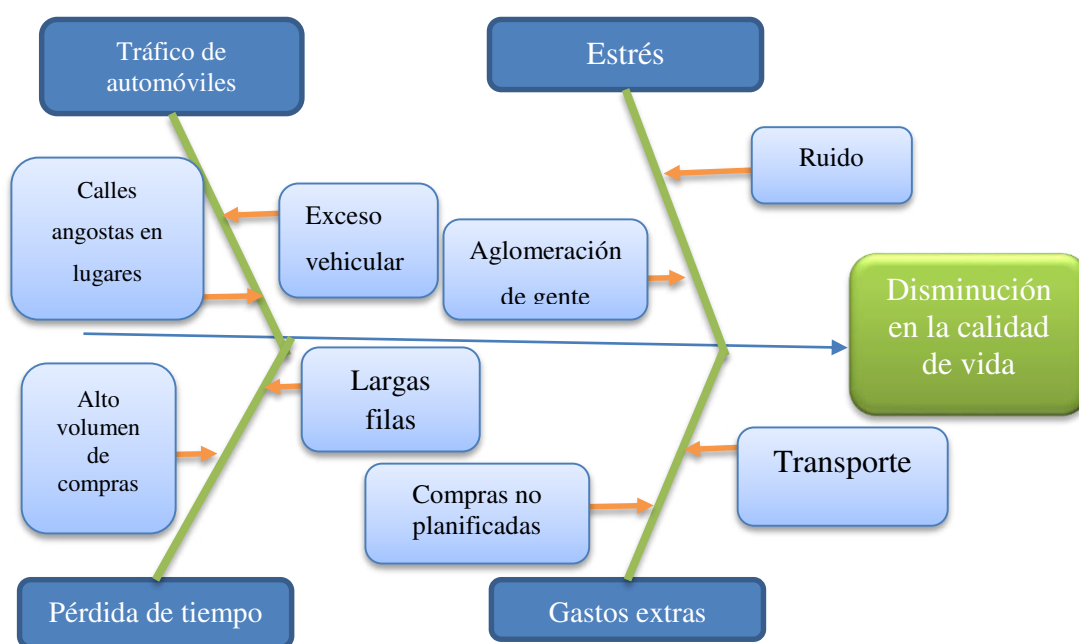 Tráfico de
automóviles
Estrés
Ruido
Calles
angostas en
lugares
Exceso
vehicular
Aglomeración
de gente
Disminución
en la calidad
de vida
Largas
filas
Alto
volumen
de
compras
Transporte
Compras no
planificadas
Pérdida de tiempo
Gastos extras